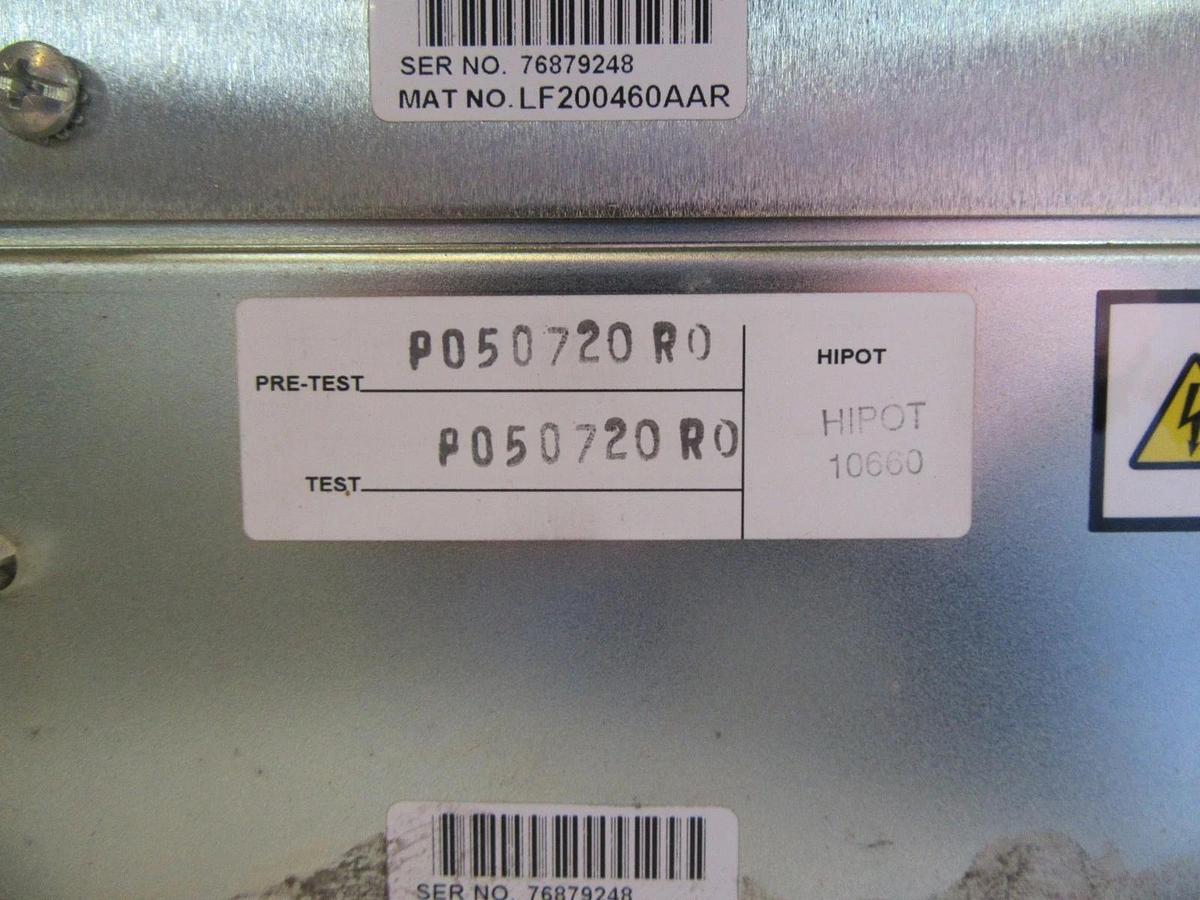 SER NO. 76879248
MAT NO. LF200460AAR
P050720 R0
PRE-TEST
P050720 R0
TEST
HIPOT
HIPOT
10660
SER NO. 76879248